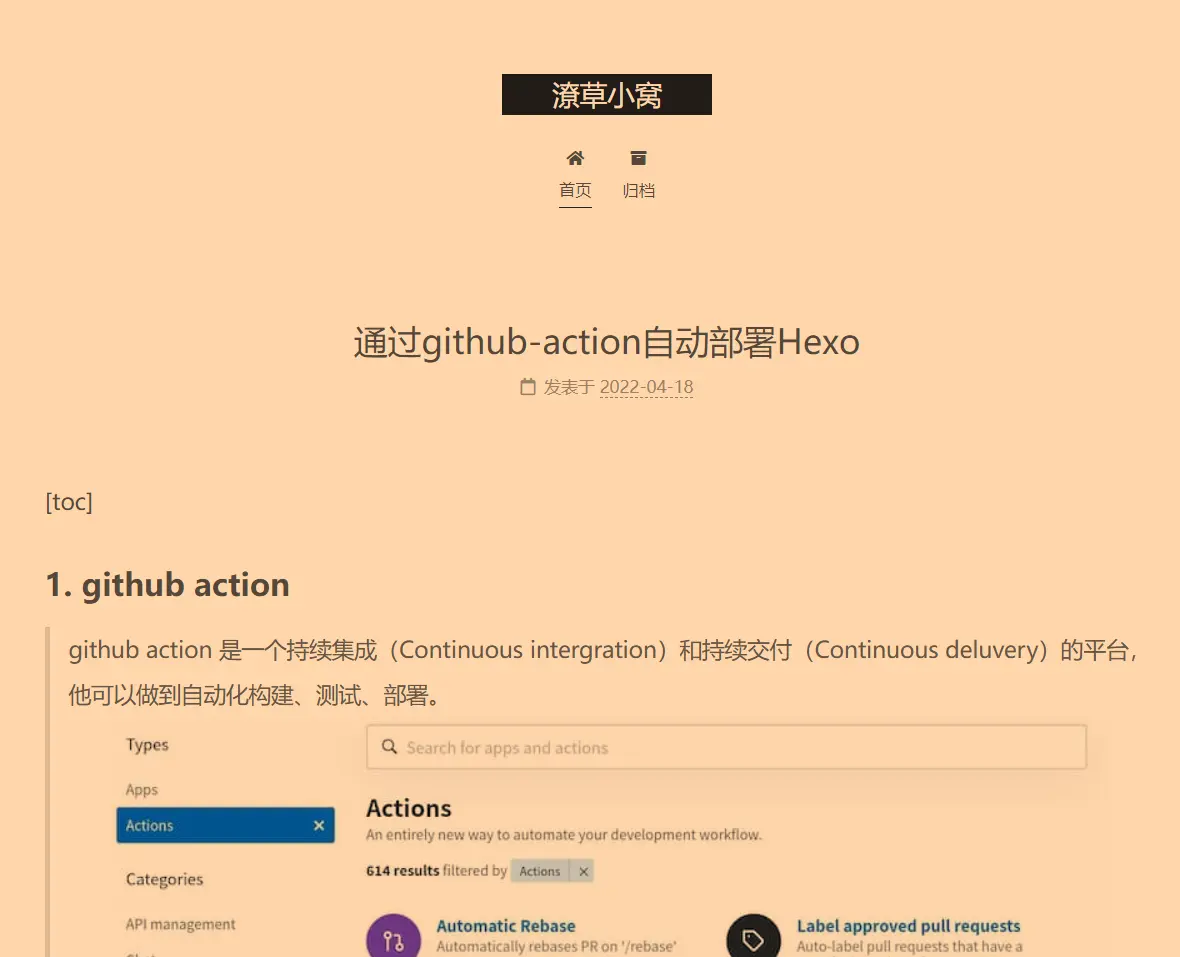 潦草小窝
首页 归档
通过github-action自动部署Hexo
发表于 2022-04-18
[toc]
1. github action
github action 是一个持续集成（Continuous intergration）和持续交付（Continuous deluvery）的平台，
他可以做到自动化构建、测试、部署。
Types
Search for apps and actions
Apps
Actions
Actions
An entirely new way to automate your development workflow.
614 results filtered by Actions
Categories
API management
Automatic Rebase
Automatically rebases PR on '/rebase'
Label approved pull requests
Auto-label pull requests that have a